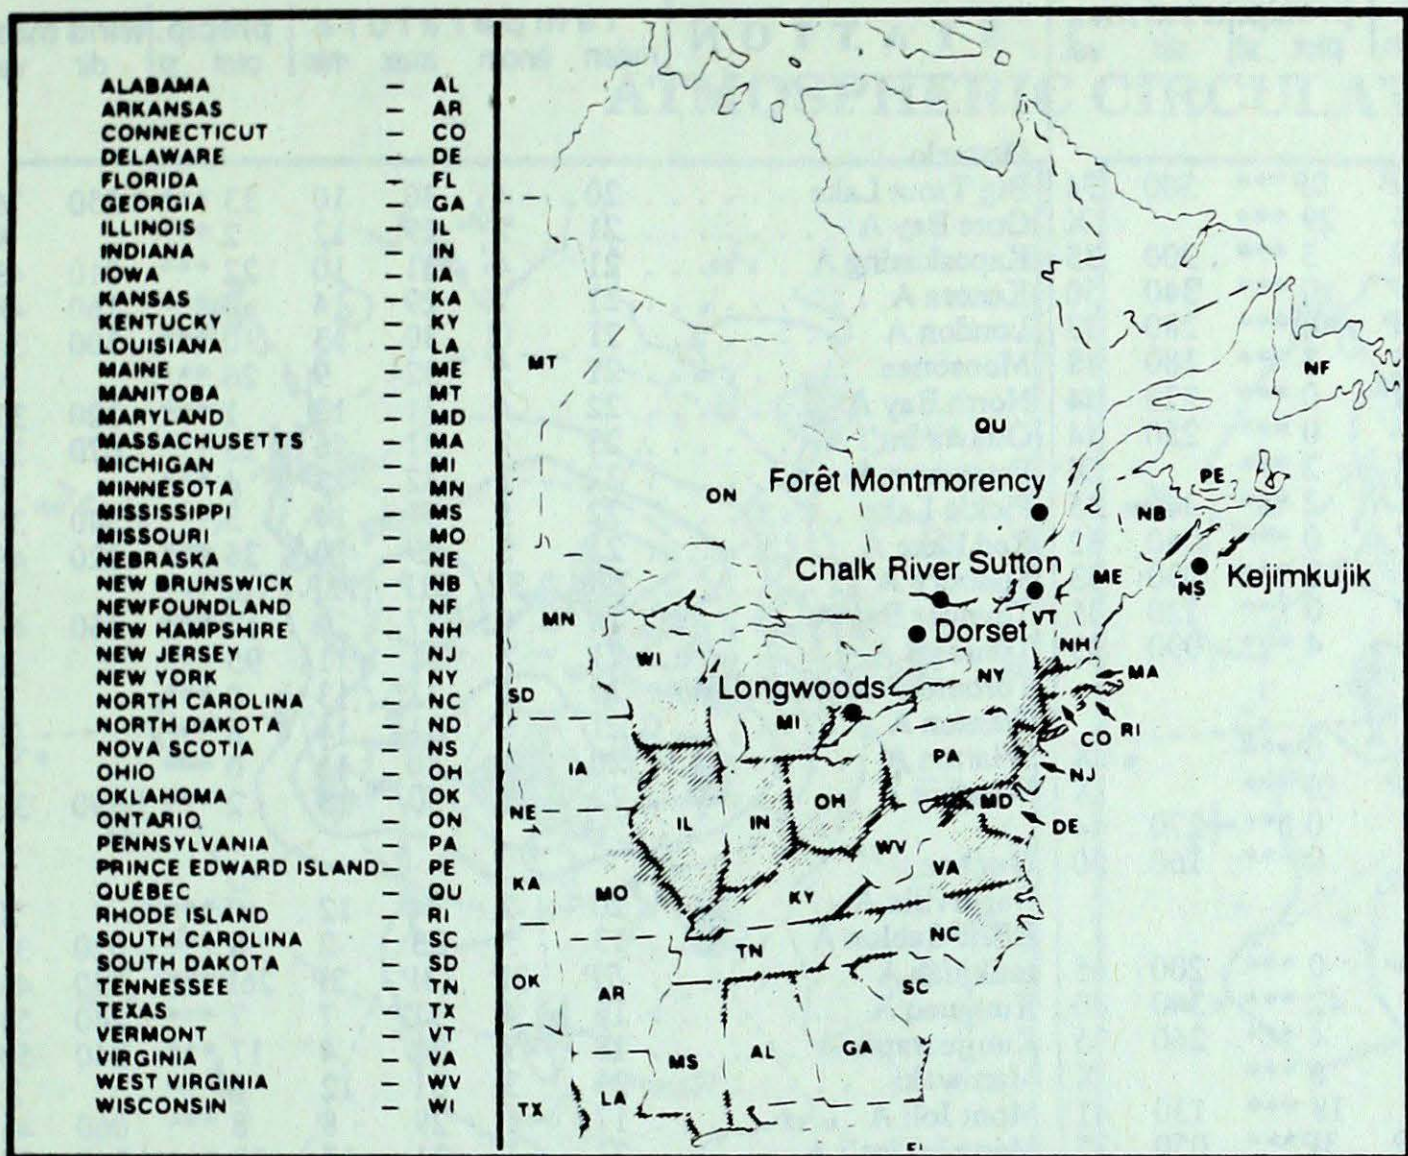 ALABAMA – AL
ARKANSAS – AR
CONNECTICUT – CO
DELAWARE – DE
FLORIDA – FL
GEORGIA – GA
ILLINOIS – IL
INDIANA – IN
IOWA – IA
KANSAS – KA
KENTUCKY – KY
LOUISIANA – LA
MAINE – ME
MANITOBA – MT
MARYLAND – MD
MASSACHUSETTS – MA
MICHIGAN – MI
MINNESOTA – MN
MISSISSIPPI – MS
MISSOURI – MO
NEBRASKA – NE
NEW BRUNSWICK – NB
NEWFOUNDLAND – NF
NEW HAMPSHIRE – NH
NEW JERSEY – NJ
NEW YORK – NY
NORTH CAROLINA – NC
NORTH DAKOTA – ND
NOVA SCOTIA – NS
OHIO – OH
OKLAHOMA – OK
ONTARIO – ON
PENNSYLVANIA – PA
PRINCE EDWARD ISLAND – PE
QUÉBEC – QU
RHODE ISLAND – RI
SOUTH CAROLINA – SC
SOUTH DAKOTA – SD
TENNESSEE – TN
TEXAS – TX
VERMONT – VT
VIRGINIA – VA
WEST VIRGINIA – WV
WISCONSIN – WI
MT
NF
QU
PE
Forêt Montmorency
ON
NB
Chalk River
Sutton
ME
NS
Kejimkujik
MN
VT
Dorset
NH
WI
NY
MA
SD
Longwoods
MI
CO
RI
IA
PA
NJ
NE
OH
MD
IL
IN
DE
WV
VA
KA
MO
KY
NC
TN
OK
AR
SC
MS
AL
GA
LA
TX